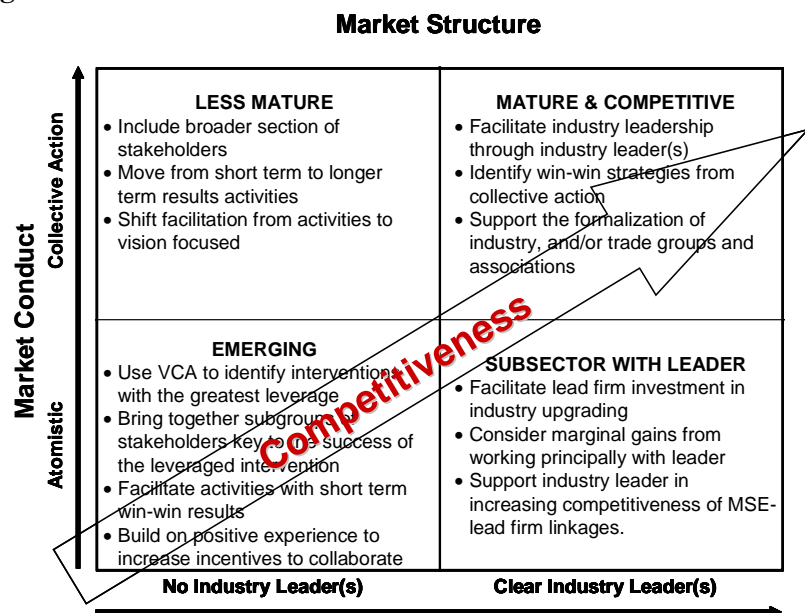 Market Structure
LESS MATURE
• Include broader section of
stakeholders
• Move from short term to longer
term results activities
• Shift facilitation from activities to
vision focused
MATURE & COMPETITIVE
• Facilitate industry leadership
through industry leader(s)
• Identify win-win strategies from
collective action
• Support the formalization of
industry, and/or trade groups and
associations
Market Conduct
Collective Action
Atomistic
EMERGING
• Use VCA to identify interventions
with the greatest leverage
• Bring together subgroups of
stakeholders key to the success of
the leveraged intervention
• Facilitate activities with short term
win-win results
• Build on positive experience to
increase incentives to collaborate
SUBSECTOR WITH LEADER
• Facilitate lead firm investment in
industry upgrading
• Consider marginal gains from
working principally with leader
• Support industry leader in
increasing competitiveness of MSE-
lead firm linkages.
Competitiveness
No Industry Leader(s)
Clear Industry Leader(s)